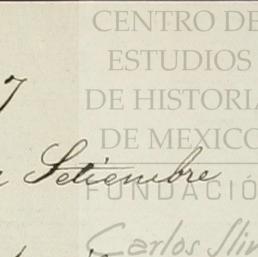 CENTRO DE
ESTUDIOS
DE HISTORIA
DE MEXICO
7
Setiembre
FUNDACIÓ
Carlos Slim